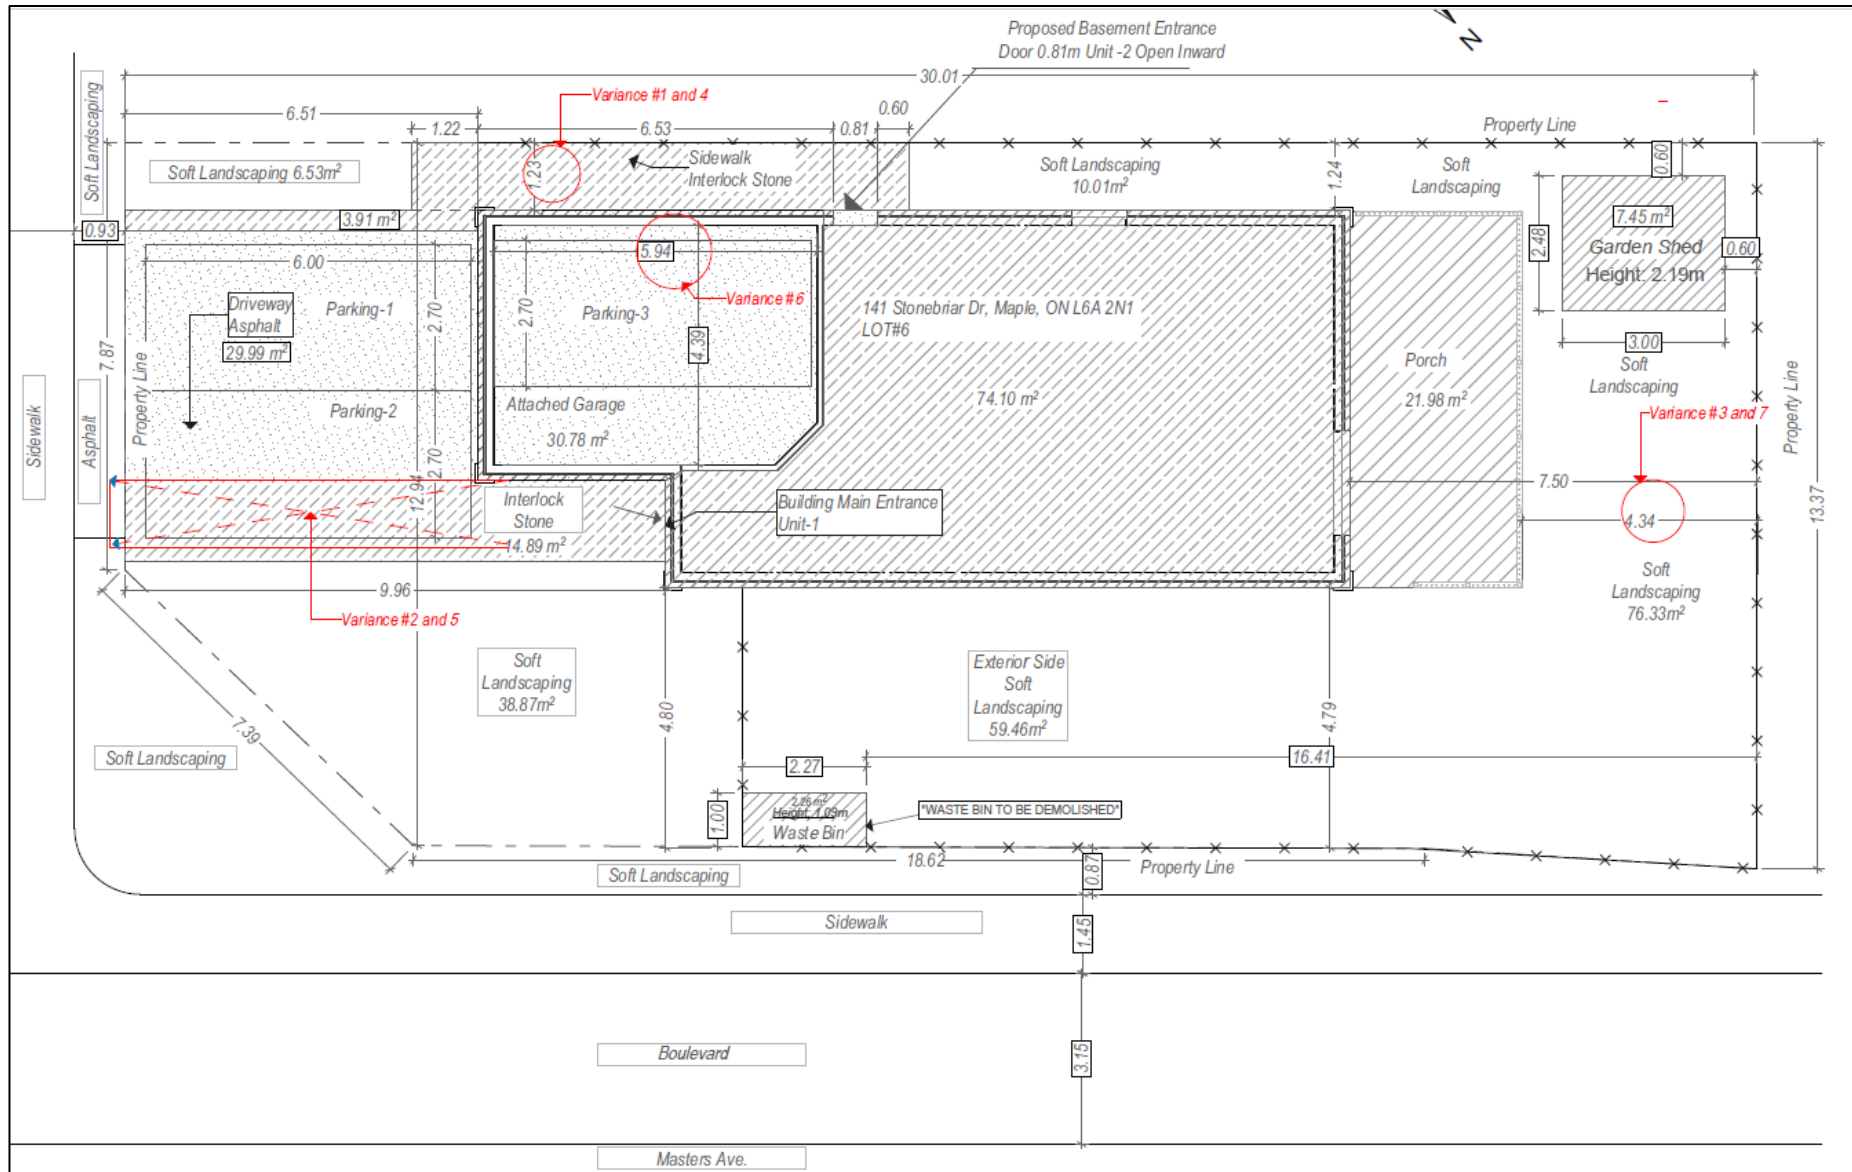 Proposed Basement Entrance
Door 0.81m Unit -2 Open Inward
N
30.01
Variance #1 and 4
6.51
1.22
6.53
0.81
0.60
Property Line
Soft Landscaping
Soft Landscaping 6.53m²
1.23
Sidewalk
Interlock Stone
Soft Landscaping
10.01m²
1.24
Soft
Landscaping
0.60
3.91 m²
0.93
6.00
5.94
7.45 m²
Garden Shed
Height: 2.19m
2.48
0.60
3.00
Driveway
Asphalt
29.99 m²
Parking-1
2.70
2.70
Parking-3
Variance #6
4.39
141 Stonebriar Dr, Maple, ON L6A 2N1
LOT#6
7.87
Property Line
Porch
21.98 m²
Soft
Landscaping
Property Line
Sidewalk
Asphalt
Parking-2
2.70
Attached Garage
30.78 m²
74.10 m²
Variance #3 and 7
12.94
Interlock
Stone
14.89 m²
Building Main Entrance
Unit-1
7.50
4.34
13.37
9.96
Variance #2 and 5
Soft
Landscaping
76.33m²
Soft
Landscaping
38.87m²
Exterior Side
Soft
Landscaping
59.46m²
4.80
4.79
7.39
Soft Landscaping
2.27
16.41
1.00
2.26 m²
Height: 1.09m
Waste Bin
"WASTE BIN TO BE DEMOLISHED"
18.62
Property Line
Soft Landscaping
0.87
Sidewalk
1.45
Boulevard
3.15
Masters Ave.